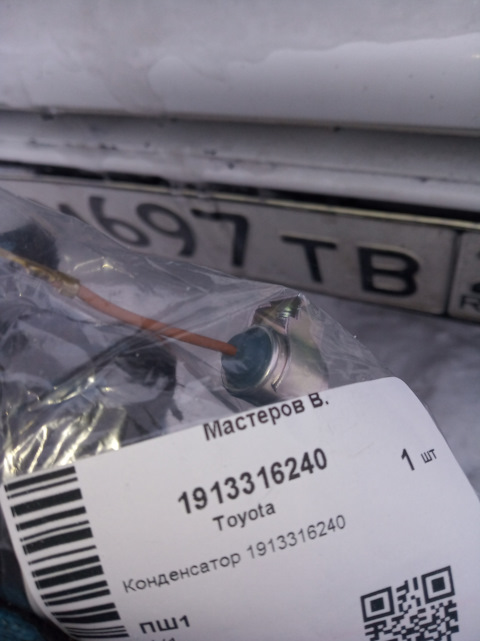 697 ТВ
Мастеров В.
1913316240
1 шт
Toyota
Конденсатор 1913316240
ПШ1